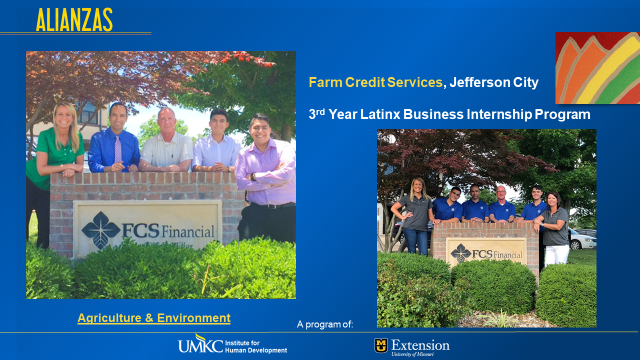 ALIANZAS
Farm Credit Services, Jefferson City
3rd Year Latinx Business Internship Program
FCS Financial
FCS Financial
Agriculture & Environment
A program of:
UMKC Institute for
Human Development
MU Extension
University of Missouri